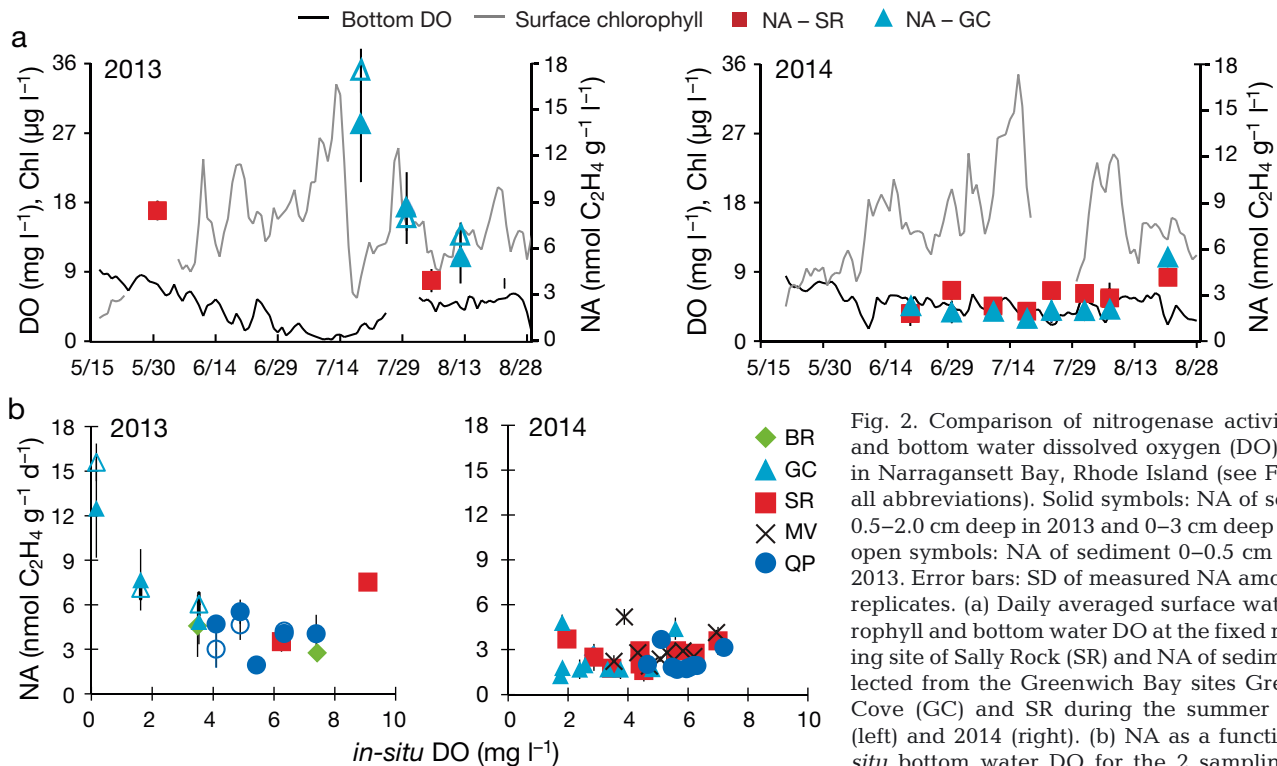 Bottom DO Surface chlorophyll NA – SR NA – GC
a
2013
2014
DO (mg l⁻¹), Chl (µg l⁻¹)
36
27
18
9
0
NA (nmol C₂H₄ g⁻¹ l⁻¹)
18
15
12
9
6
3
0
5/15 5/30 6/14 6/29 7/14 7/29 8/13 8/28
DO (mg l⁻¹), Chl (µg l⁻¹)
36
27
18
9
0
NA (nmol C₂H₄ g⁻¹ l⁻¹)
18
15
12
9
6
3
0
5/15 5/30 6/14 6/29 7/14 7/29 8/13 8/28
b
2013
2014
NA (nmol C₂H₄ g⁻¹ d⁻¹)
18
15
12
9
6
3
0
0 2 4 6 8 10
18
15
12
9
6
3
0
0 2 4 6 8 10
in-situ DO (mg l⁻¹)
BR
GC
SR
MV
QP
Fig. 2. Comparison of nitrogenase activi
and bottom water dissolved oxygen (DO)
in Narragansett Bay, Rhode Island (see F
all abbreviations). Solid symbols: NA of se
0.5–2.0 cm deep in 2013 and 0–3 cm deep
open symbols: NA of sediment 0–0.5 cm
2013. Error bars: SD of measured NA amo
replicates. (a) Daily averaged surface wat
rophyll and bottom water DO at the fixed m
ing site of Sally Rock (SR) and NA of sedim
lected from the Greenwich Bay sites Gre
Cove (GC) and SR during the summer
(left) and 2014 (right). (b) NA as a functi
situ bottom water DO for the 2 samplin